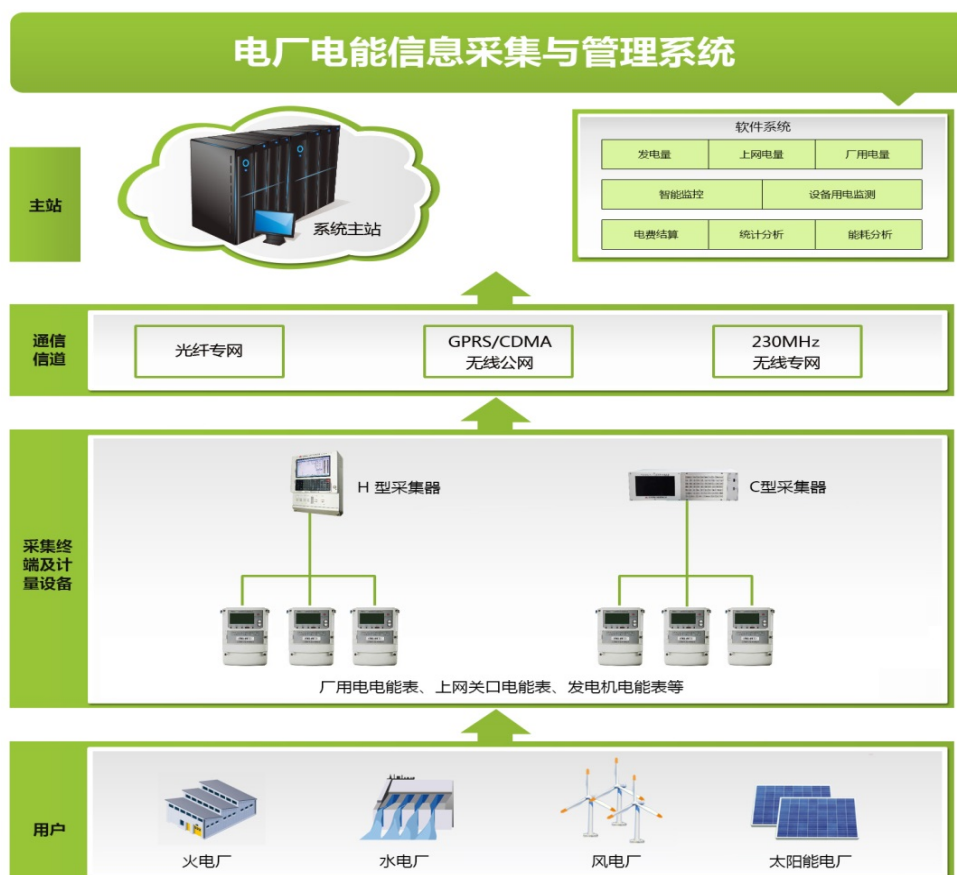 电厂电能信息采集与管理系统
软件系统
发电量
上网电量
厂用电量
智能监控
设备用电监测
电费结算
统计分析
能耗分析
主站
系统主站
通信
信道
光纤专网
GPRS/CDMA
无线公网
230MHz
无线专网
采集终
端及计
量设备
H 型采集器
C型采集器
厂用电电能表、上网关口电能表、发电机电能表等
用户
火电厂
水电厂
风电厂
太阳能电厂